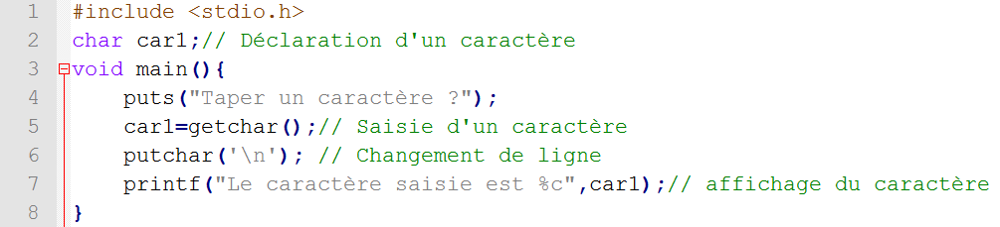 1 #include <stdio.h>
2 char car1;// Déclaration d'un caractère
3 void main(){
4 puts("Taper un caractère ?");
5 car1=getchar();// Saisie d'un caractère
6 putchar('\n'); // Changement de ligne
7 printf("Le caractère saisie est %c",car1);// affichage du caractère
8 }